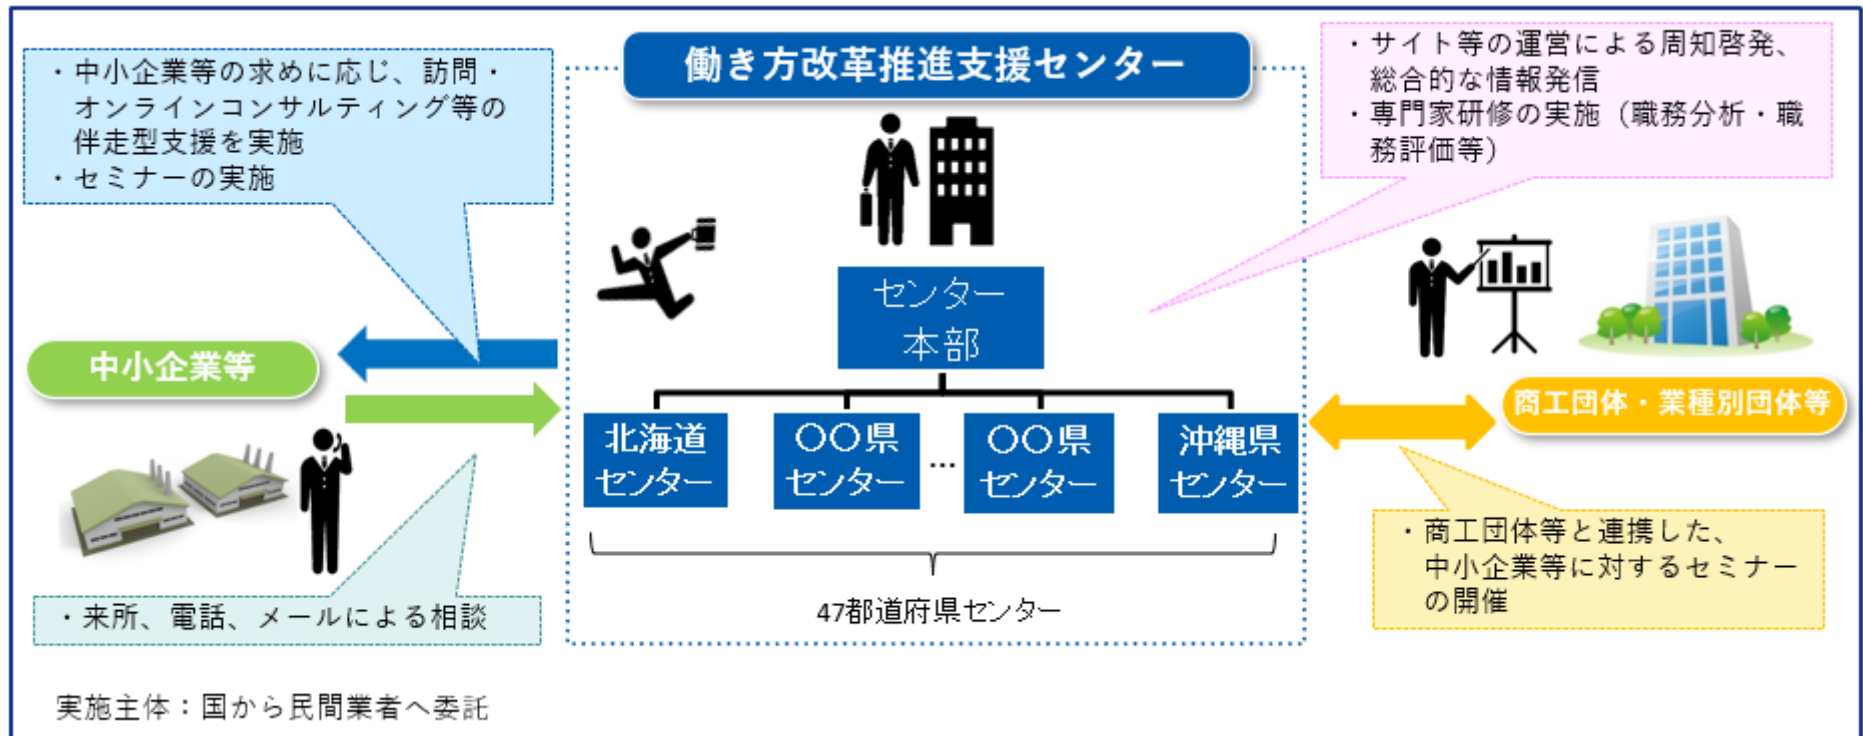 働き方改革推進支援センター
・中小企業等の求めに応じ、訪問・
オンラインコンサルティング等の
伴走型支援を実施
・セミナーの実施
・サイト等の運営による周知啓発、
総合的な情報発信
・専門家研修の実施（職務分析・職
務評価等）
センター
本部
中小企業等
商工団体・業種別団体等
北海道
センター
〇〇県
センター
…
〇〇県
センター
沖縄県
センター
・商工団体等と連携した、
中小企業等に対するセミナー
の開催
・来所、電話、メールによる相談
47都道府県センター
実施主体：国から民間業者へ委託